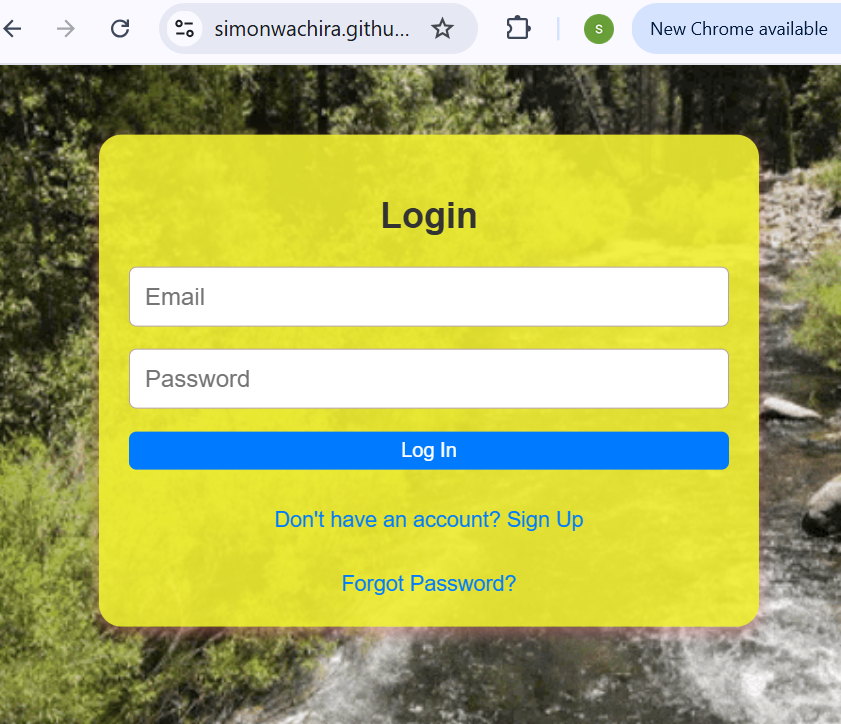 simonwachira.githu...
S
New Chrome available
Login
Email
Password
Log In
Don't have an account? Sign Up
Forgot Password?